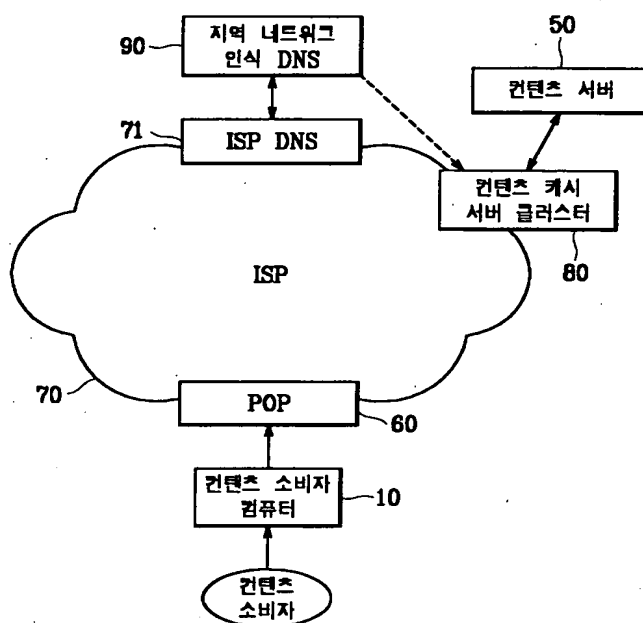 90
지역 네트워크
인식 DNS
50
컨텐츠 서버
71
ISP DNS
컨텐츠 캐시
서버 클러스터
80
ISP
70
POP
60
컨텐츠 소비자
컴퓨터
10
컨텐츠
소비자